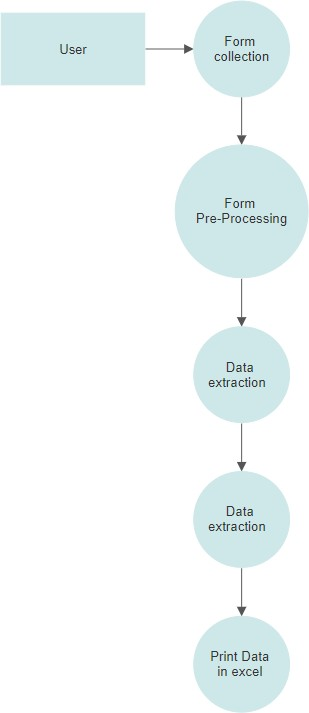 User
Form
collection
Form
Pre-Processing
Data
extraction
Data
extraction
Print Data
in excel